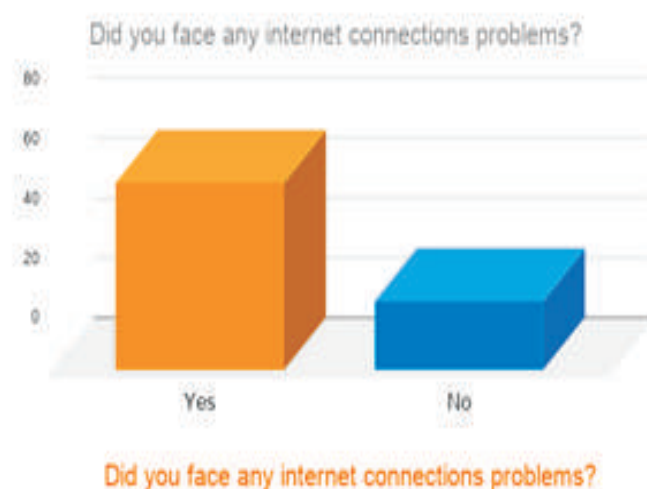 Did you face any internet connections problems?
80
60
40
20
0
Yes No
Did you face any internet connections problems?